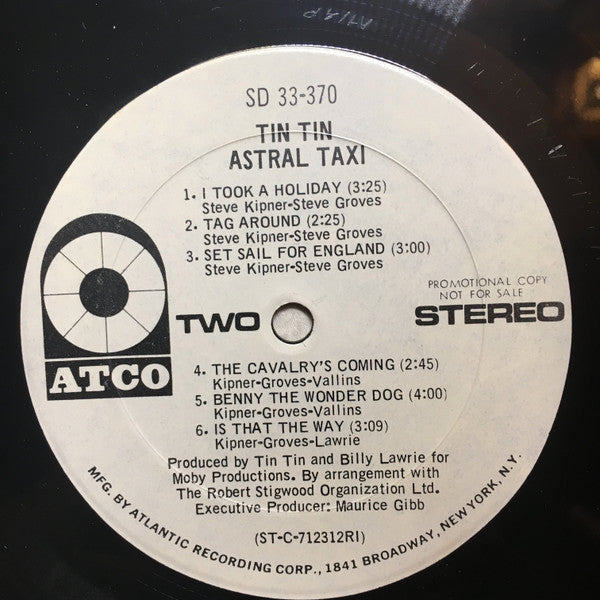 SD 33-370
TIN TIN
ASTRAL TAXI
1. I TOOK A HOLIDAY (3:25)
Steve Kipner-Steve Groves
2. TAG AROUND (2:25)
Steve Kipner-Steve Groves
3. SET SAIL FOR ENGLAND (3:00)
Steve Kipner-Steve Groves
PROMOTIONAL COPY
NOT FOR SALE
TWO
STEREO
ATCO
4. THE CAVALRY'S COMING (2:45)
Kipner-Groves-Vallins
5. BENNY THE WONDER DOG (4:00)
Kipner-Groves-Vallins
6. IS THAT THE WAY (3:09)
Kipner-Groves-Lawrie
Produced by Tin Tin and Billy Lawrie for
Moby Productions. By arrangement with
The Robert Stigwood Organization Ltd.
Executive Producer: Maurice Gibb
(ST-C-712312RI)
MFG. BY ATLANTIC RECORDING CORP., 1841 BROADWAY, NEW YORK, N.Y.